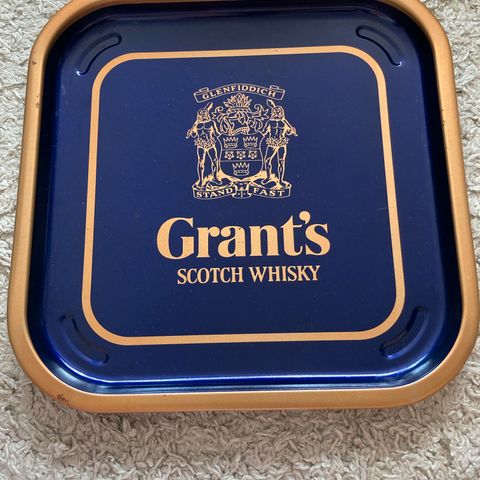 GLENFIDDICH
STAND FAST
Grant's
SCOTCH WHISKY